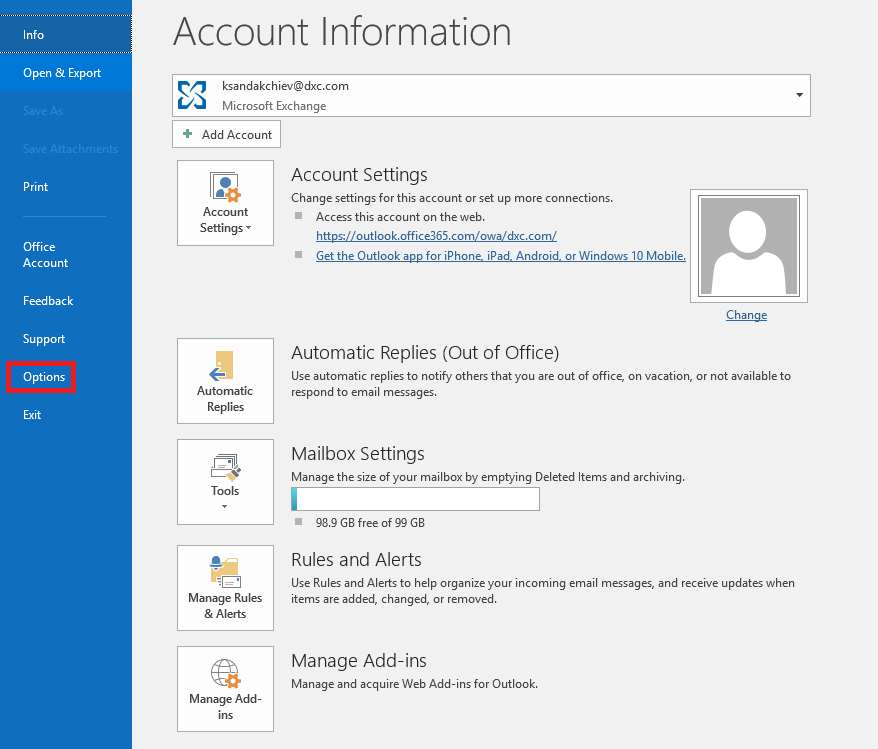 Info
Open & Export
Save As
Save Attachments
Print
Office
Account
Feedback
Support
Options
Exit
Account Information
ksandakchiev@dxc.com
Microsoft Exchange
Add Account
Account
Settings
Account Settings
Change settings for this account or set up more connections.
Access this account on the web.
https://outlook.office365.com/owa/dxc.com/
Get the Outlook app for iPhone, iPad, Android, or Windows 10 Mobile.
Change
Automatic
Replies
Automatic Replies (Out of Office)
Use automatic replies to notify others that you are out of office, on vacation, or not available to
respond to email messages.
Tools
Mailbox Settings
Manage the size of your mailbox by emptying Deleted Items and archiving.
98.9 GB free of 99 GB
Manage Rules
& Alerts
Rules and Alerts
Use Rules and Alerts to help organize your incoming email messages, and receive updates when
items are added, changed, or removed.
Manage Add-
ins
Manage Add-ins
Manage and acquire Web Add-ins for Outlook.